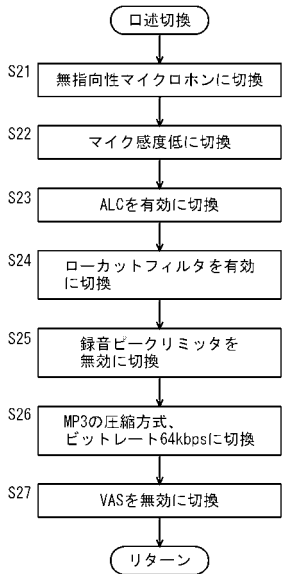 口述切換
S21
無指向性マイクロホンに切換
S22
マイク感度低に切換
S23
ALCを有効に切換
S24
ローカットフィルタを有効
に切換
S25
録音ピークリミッタを
無効に切換
S26
MP3の圧縮方式、
ビットレート64kbpsに切換
S27
VASを無効に切換
リターン